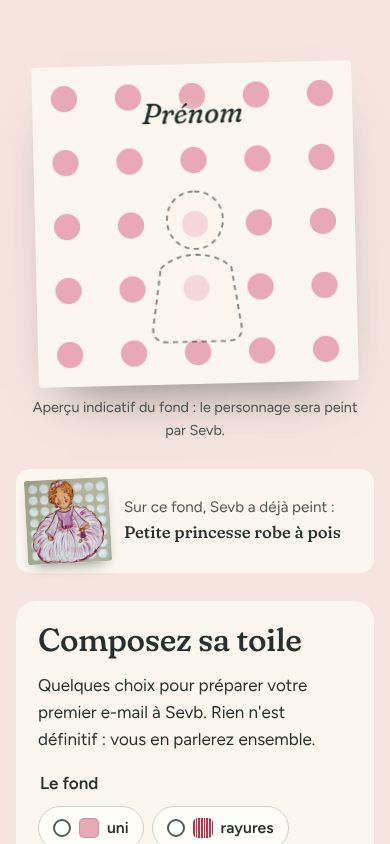 Prénom
Aperçu indicatif du fond : le personnage sera peint
par Sevb.
Sur ce fond, Sevb a déjà peint :
Petite princesse robe à pois
Composez sa toile
Quelques choix pour préparer votre
premier e-mail à Sevb. Rien n'est
définitif : vous en parlerez ensemble.
Le fond
uni
rayures